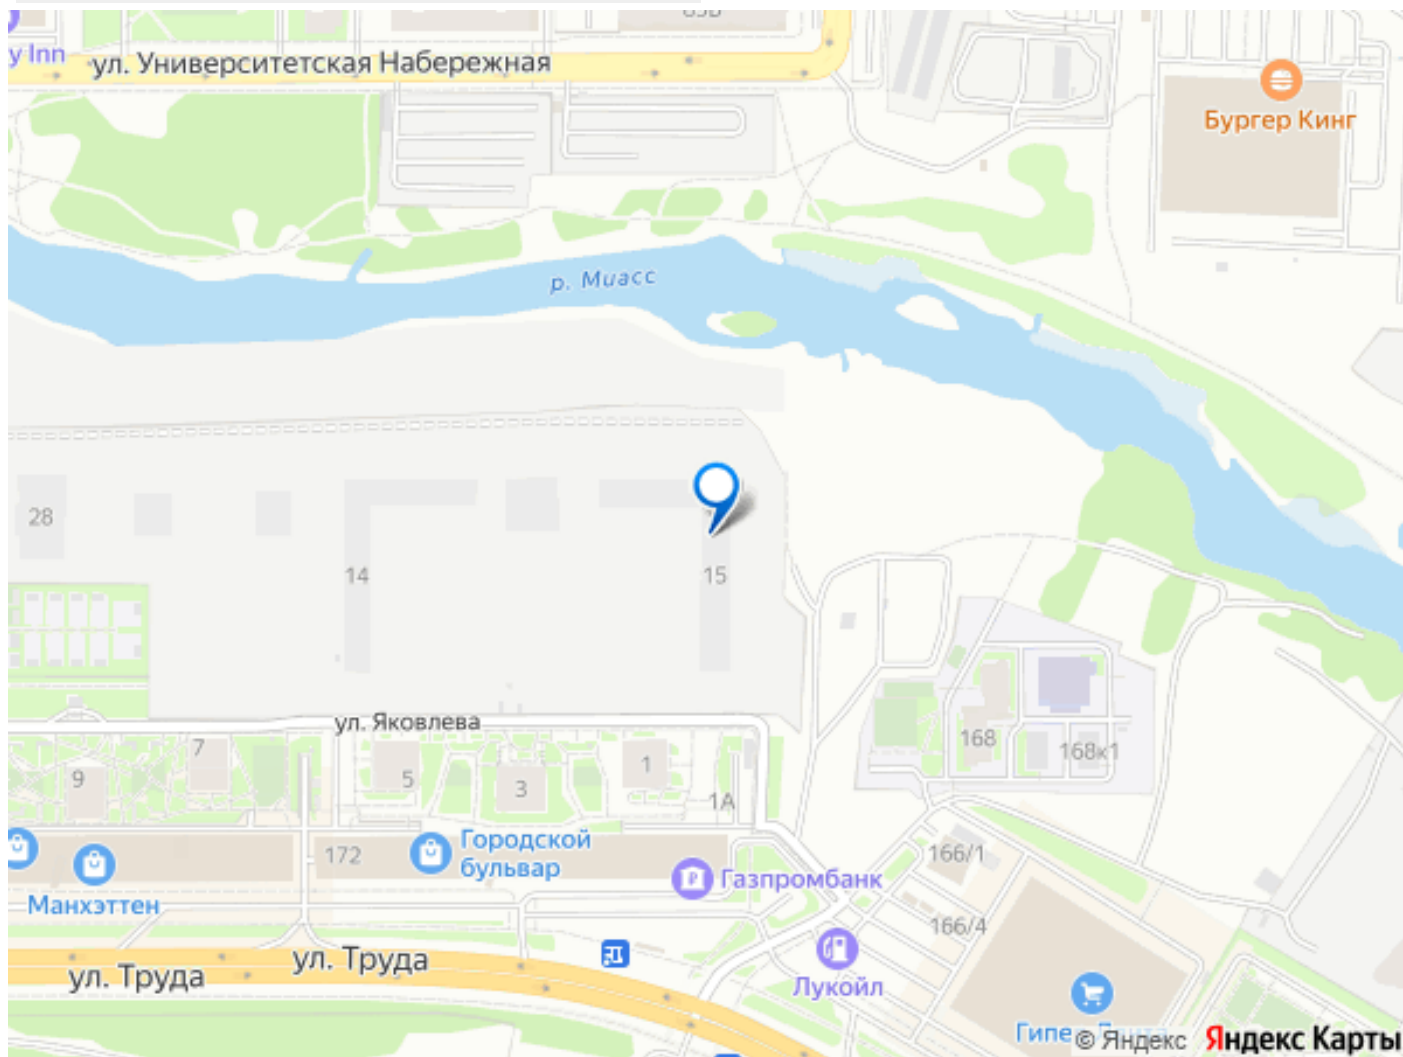 83В
y Inn
ул. Университетская Набережная
Бургер Кинг
р. Миасс
28
14
15
ул. Яковлева
7
9
5
3
1
1А
168
168к1
172
Городской
бульвар
Манхэттен
Газпромбанк
166/1
166/4
ул. Труда
ул. Труда
Лукойл
© Яндекс Яндекс Карты